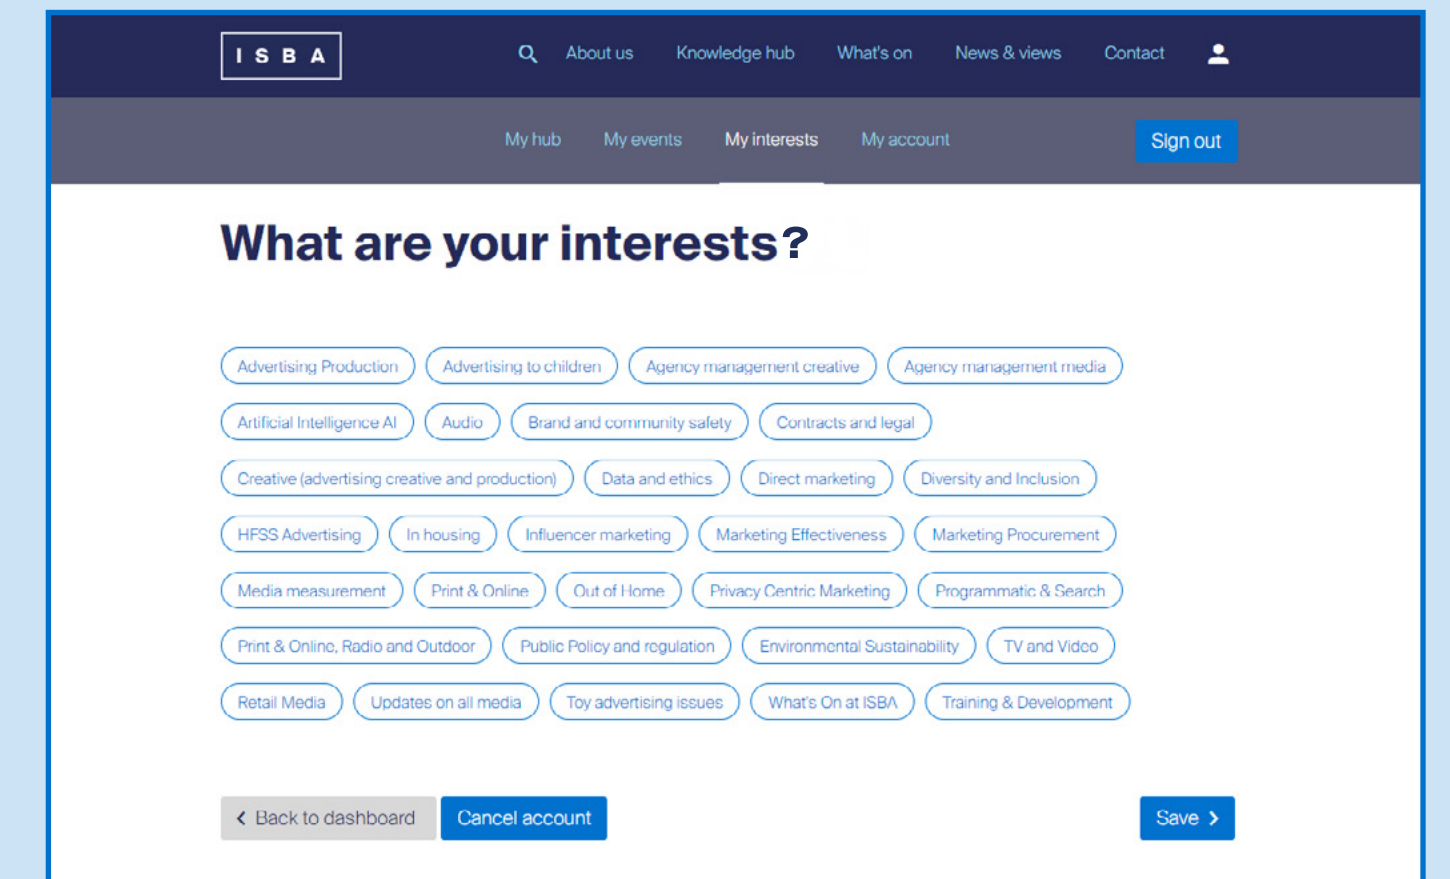 ISBA About us Knowledge hub What's on News & views Contact
My hub My events My interests My account Sign out
What are your interests?
Advertising Production Advertising to children Agency management creative Agency management media
Artificial Intelligence AI Audio Brand and community safety Contracts and legal
Creative (advertising creative and production) Data and ethics Direct marketing Diversity and Inclusion
HFSS Advertising In housing Influencer marketing Marketing Effectiveness Marketing Procurement
Media measurement Print & Online Out of Home Privacy Centric Marketing Programmatic & Search
Print & Online, Radio and Outdoor Public Policy and regulation Environmental Sustainability TV and Video
Retail Media Updates on all media Toy advertising issues What's On at ISBA Training & Development
Back to dashboard Cancel account Save